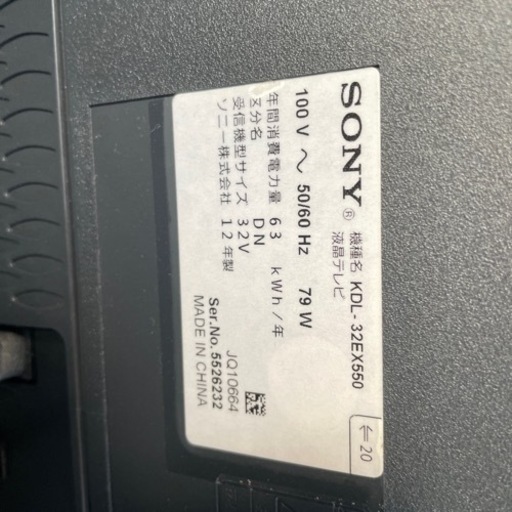 SONY®
機種名 KDL-32EX550
液晶テレビ
100 V ～ 50/60 Hz 79 W
年間消費電力量 63 kWh/年
区分名 DN
受信機型サイズ 32V
ソニー株式会社 12年製
JQ10664
Ser.No. 5526232
MADE IN CHINA
⇐20